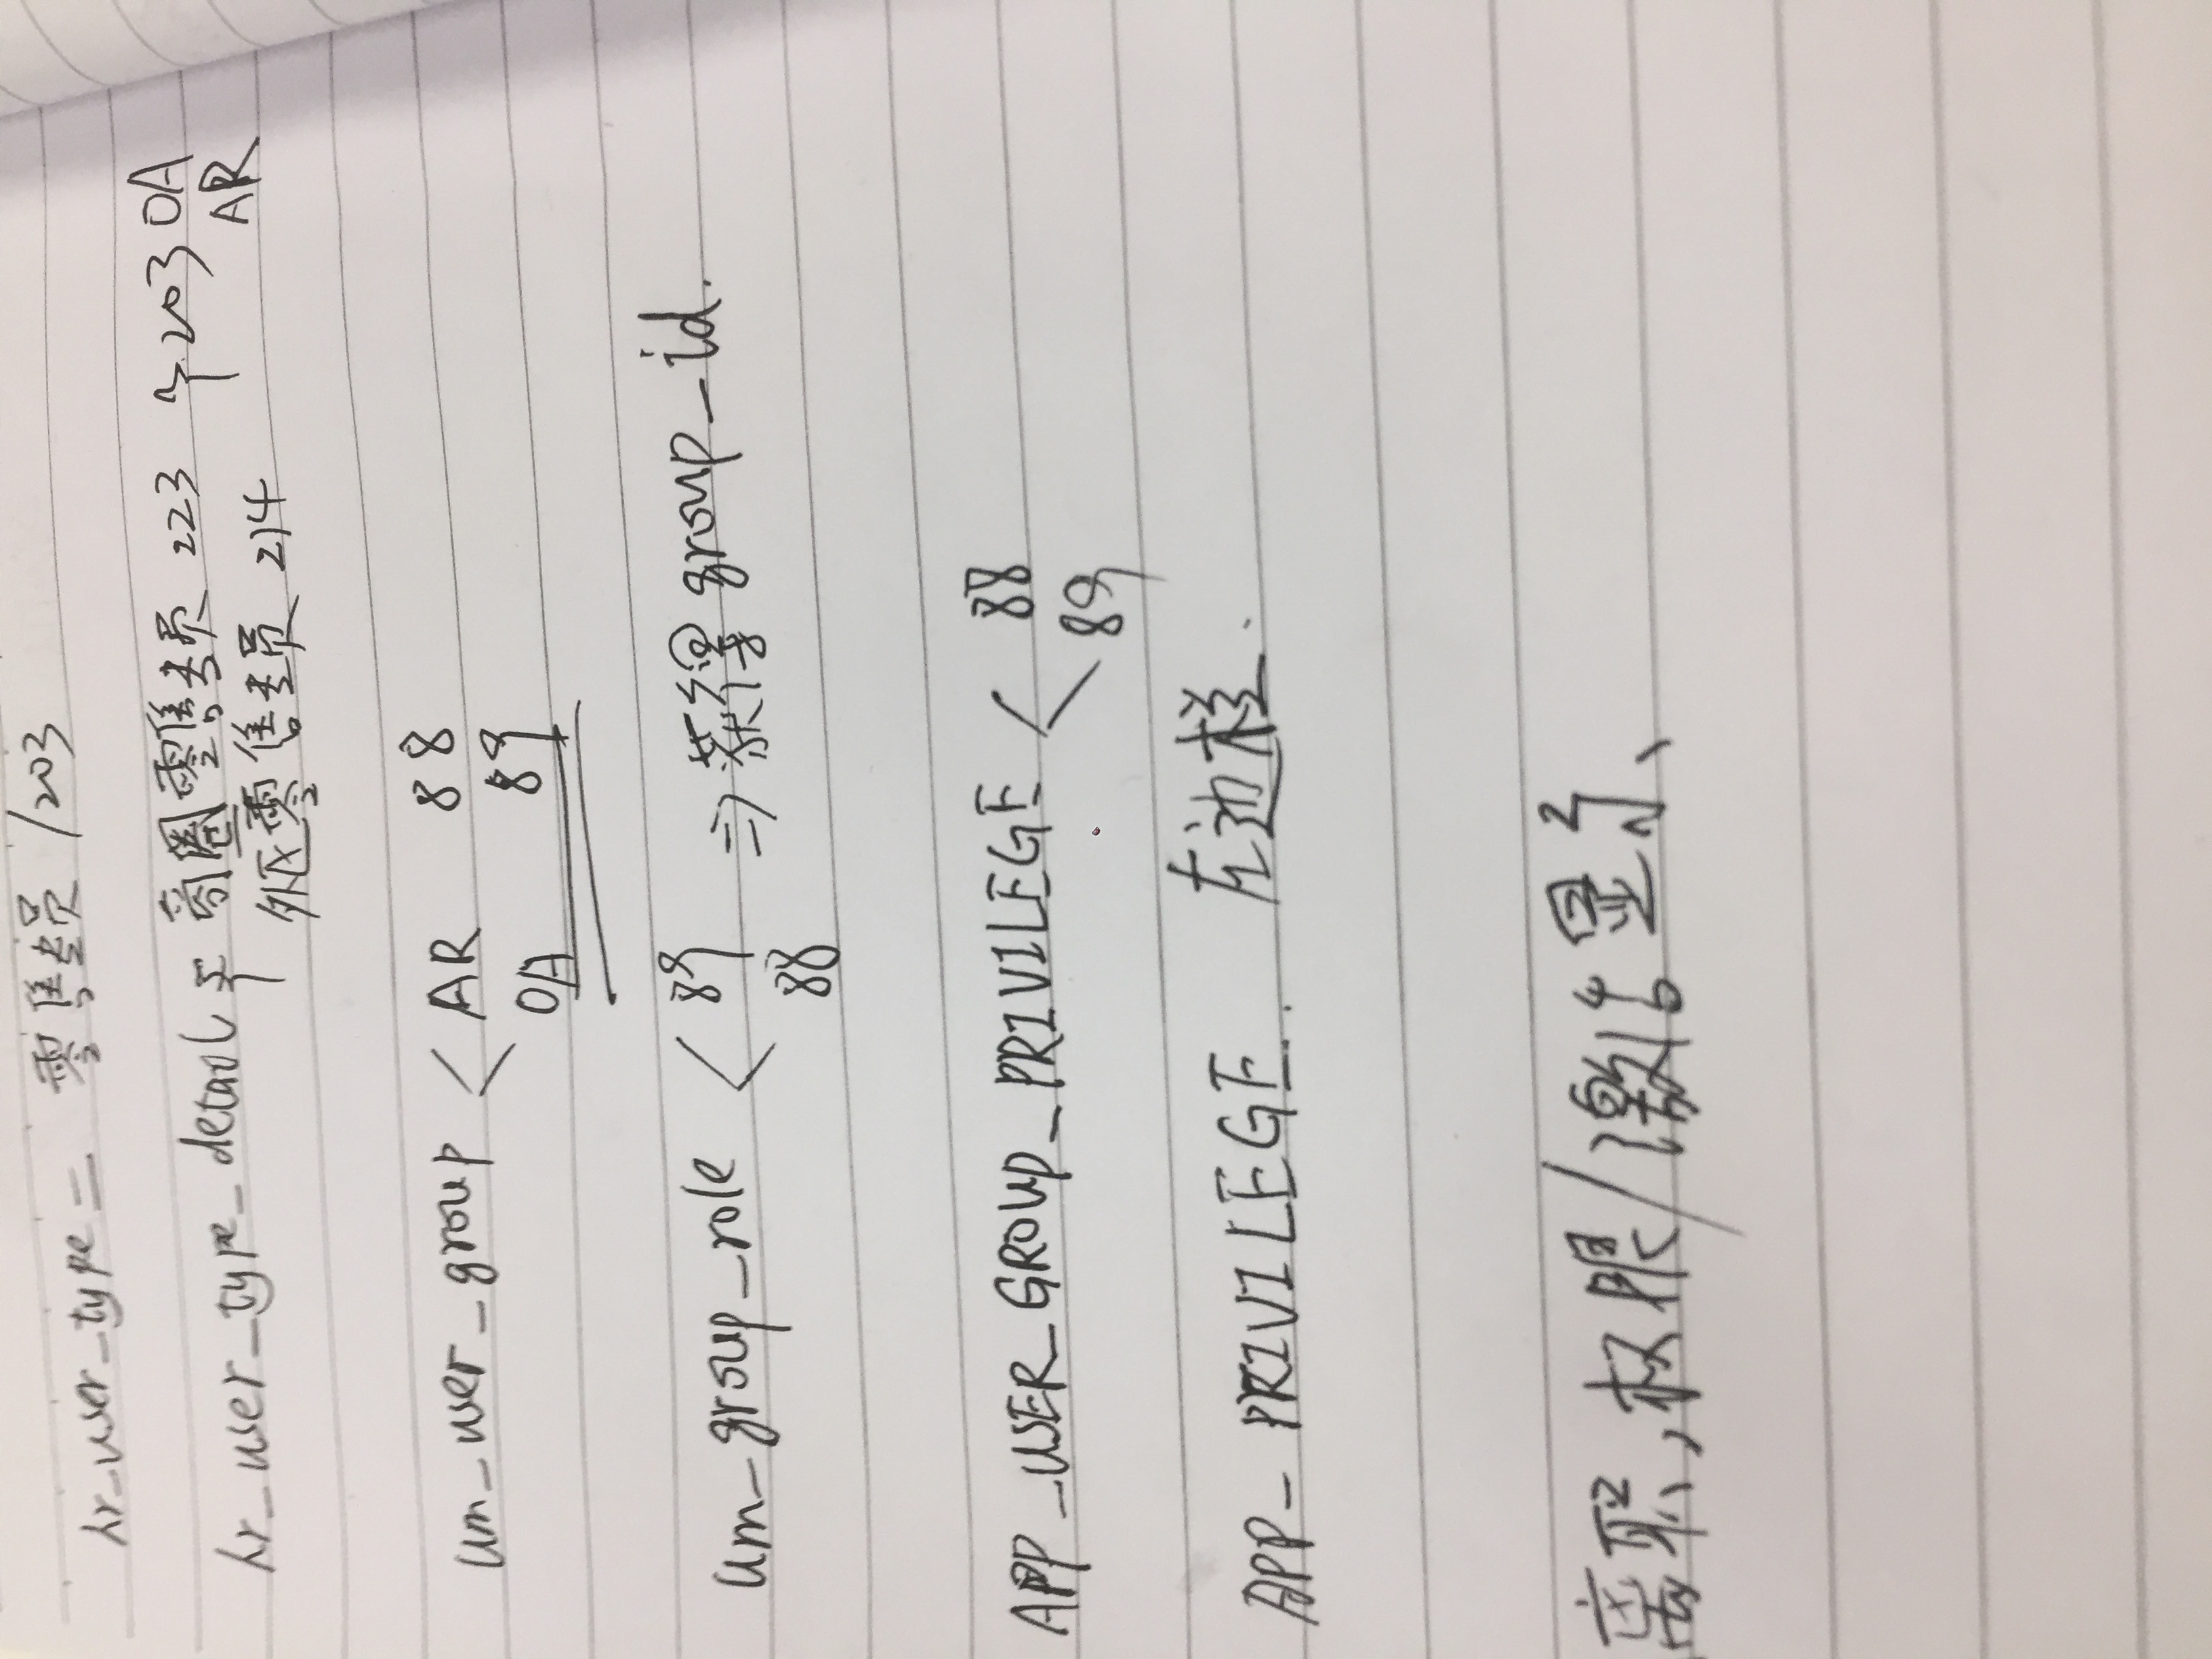 hr_user_type = 零售专员 /203
hr_user_type_detail { 商圈零售专员 223 } 203 OA
外区零售专员 214 AR
um_user_group < AR 88
OA 89
um_group_role < 89 ⇒ 获得 group_id.
88
APP_USER_GROUP_PRIVILEGE < 88
89
APP_PRIVILEGE. 左边栏.
离职,权限/激活显示